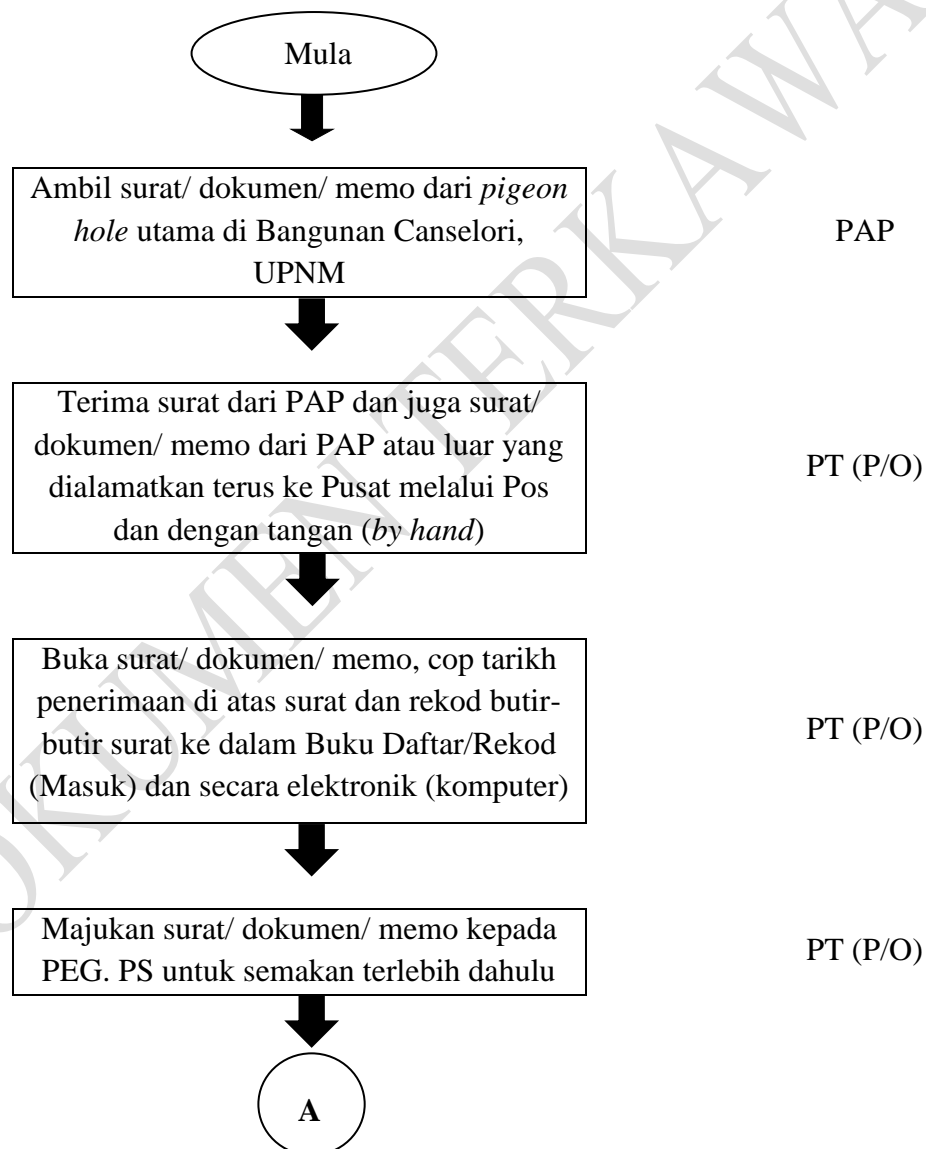 Mula
Ambil surat/ dokumen/ memo dari pigeon
hole utama di Bangunan Canselori,
UPNM
PAP
Terima surat dari PAP dan juga surat/
dokumen/ memo dari PAP atau luar yang
dialamatkan terus ke Pusat melalui Pos
dan dengan tangan (by hand)
PT (P/O)
Buka surat/ dokumen/ memo, cop tarikh
penerimaan di atas surat dan rekod butir-
butir surat ke dalam Buku Daftar/Rekod
(Masuk) dan secara elektronik (komputer)
PT (P/O)
Majukan surat/ dokumen/ memo kepada
PEG. PS untuk semakan terlebih dahulu
PT (P/O)
A
OKUMEN TERKAWA